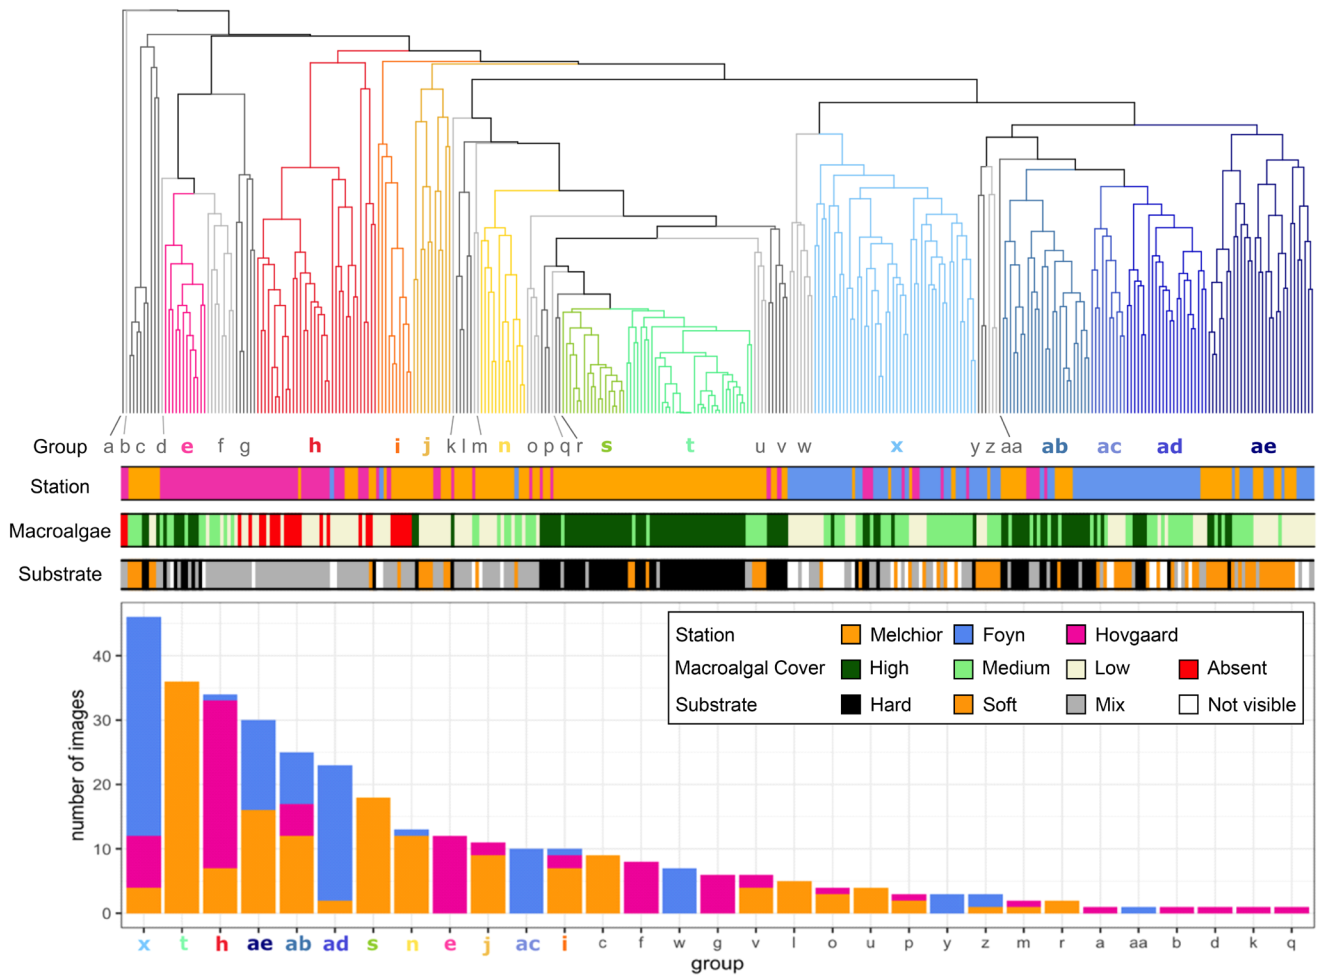 Group a b c d e f g h i j k l m n o p q r s t u v w x y z aa ab ac ad ae
Station
Macroalgae
Substrate
Station Melchior Foyn Hovgaard
Macroalgal Cover High Medium Low Absent
Substrate Hard Soft Mix Not visible
number of images
40
30
20
10
0
x t h ae ab ad s n e j ac i c f w g v l o u p y z m r a aa b d k q
group